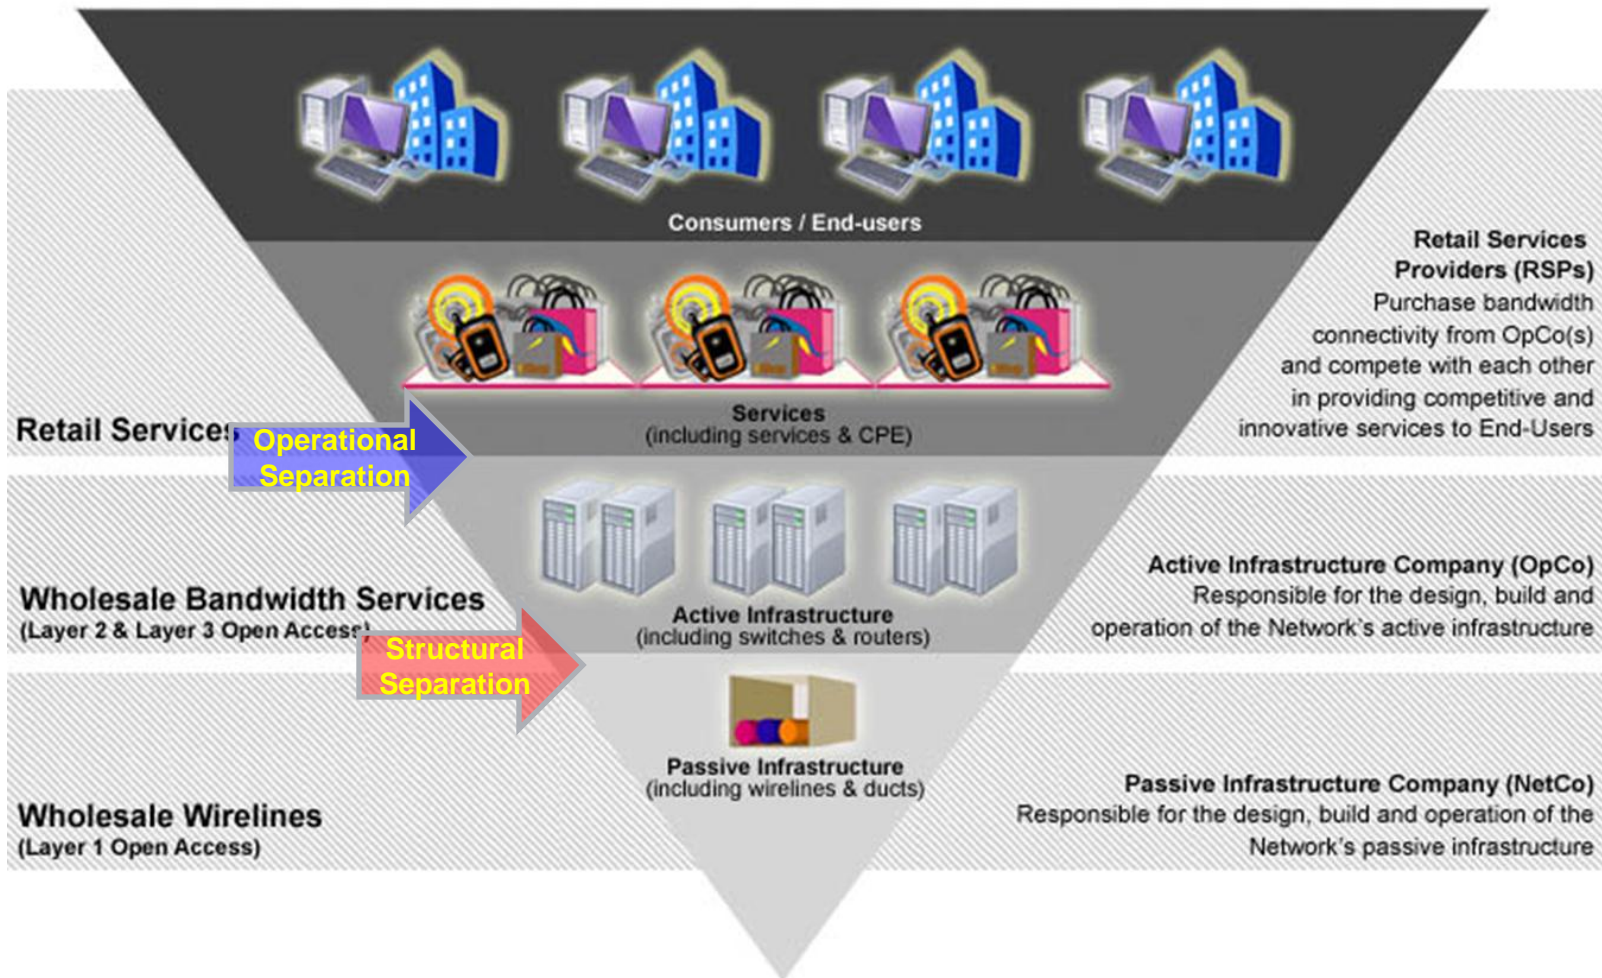 Consumers / End-users
Retail Services
Providers (RSPs)
Purchase bandwidth
connectivity from OpCo(s)
and compete with each other
in providing competitive and
innovative services to End-Users
Services
(including services & CPE)
Retail Services
Operational
Separation
Active Infrastructure Company (OpCo)
Responsible for the design, build and
operation of the Network's active infrastructure
Wholesale Bandwidth Services
(Layer 2 & Layer 3 Open Access)
Active Infrastructure
(including switches & routers)
Structural
Separation
Passive Infrastructure
(including wirelines & ducts)
Passive Infrastructure Company (NetCo)
Responsible for the design, build and operation of the
Network's passive infrastructure
Wholesale Wirelines
(Layer 1 Open Access)